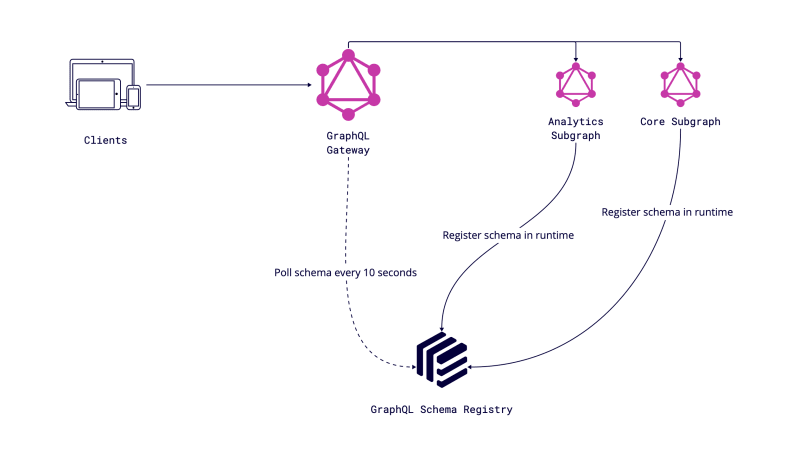 Clients
GraphQL
Gateway
Analytics
Subgraph
Core Subgraph
Register schema in runtime
Register schema in runtime
Poll schema every 10 seconds
GraphQL Schema Registry